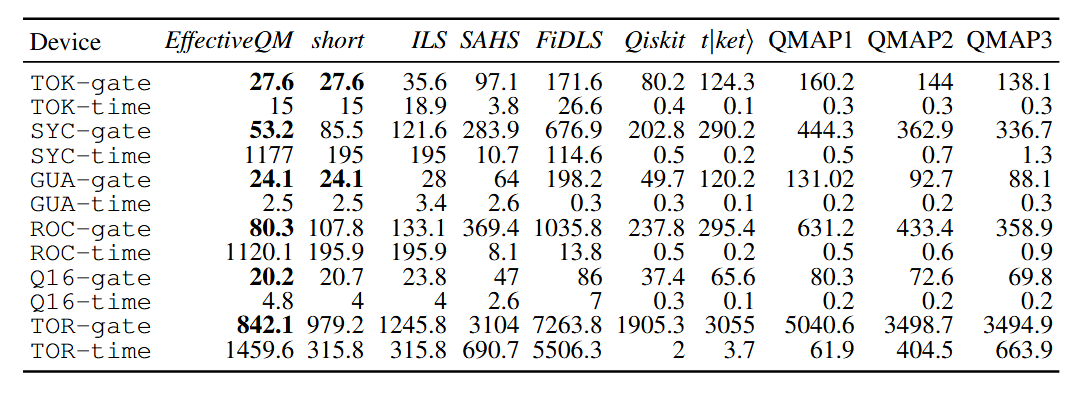 Device EffectiveQM short ILS SAHS FiDLS Qiskit t|ket⟩ QMAP1 QMAP2 QMAP3
TOK-gate 27.6 27.6 35.6 97.1 171.6 80.2 124.3 160.2 144 138.1
TOK-time 15 15 18.9 3.8 26.6 0.4 0.1 0.3 0.3 0.3
SYC-gate 53.2 85.5 121.6 283.9 676.9 202.8 290.2 444.3 362.9 336.7
SYC-time 1177 195 195 10.7 114.6 0.5 0.2 0.5 0.7 1.3
GUA-gate 24.1 24.1 28 64 198.2 49.7 120.2 131.02 92.7 88.1
GUA-time 2.5 2.5 3.4 2.6 0.3 0.3 0.1 0.2 0.2 0.3
ROC-gate 80.3 107.8 133.1 369.4 1035.8 237.8 295.4 631.2 433.4 358.9
ROC-time 1120.1 195.9 195.9 8.1 13.8 0.5 0.2 0.5 0.6 0.9
Q16-gate 20.2 20.7 23.8 47 86 37.4 65.6 80.3 72.6 69.8
Q16-time 4.8 4 4 2.6 7 0.3 0.1 0.2 0.2 0.2
TOR-gate 842.1 979.2 1245.8 3104 7263.8 1905.3 3055 5040.6 3498.7 3494.9
TOR-time 1459.6 315.8 315.8 690.7 5506.3 2 3.7 61.9 404.5 663.9